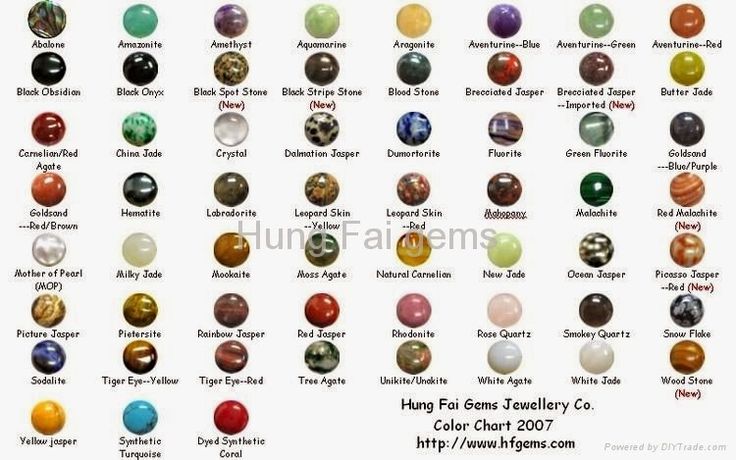 Abalone Amazonite Amethyst Aquamarine Aragonite Aventurine--Blue Aventurine--Green Aventurine--Red
Black Obsidian Black Onyx Black Spot Stone Black Stripe Stone Blood Stone Brecciated Jasper Brecciated Jasper Butter Jade
(New) (New) --Imported (New)
Carnelian/Red China Jade Crystal Dalmation Jasper Dumortorite Fluorite Green Fluorite Goldsand
Agate ---Blue/Purple
Goldsand Hematite Labradorite Leopard Skin Leopard Skin Mahopany Malachite Red Malachite
---Red/Brown --Yellow --Red (New)
Hung Fai gems
Mother of Pearl Milky Jade Mookaite Moss Agate Natural Carnelian New Jade Ocean Jasper Picasso Jasper
(MOP) --Red (New)
Picture Jasper Pietersite Rainbow Jasper Red Jasper Rhodonite Rose Quartz Smokey Quartz Snow Flake
Sodalite Tiger Eye--Yellow Tiger Eye--Red Tree Agate Unikite/Unakite White Agate White Jade Wood Stone
(New)
Yellow jasper Synthetic Dyed Synthetic
Turquoise Coral
Hung Fai Gems Jewellery Co.
Color Chart 2007
http://www.hfgems.com
Powered by DIYTrade.com